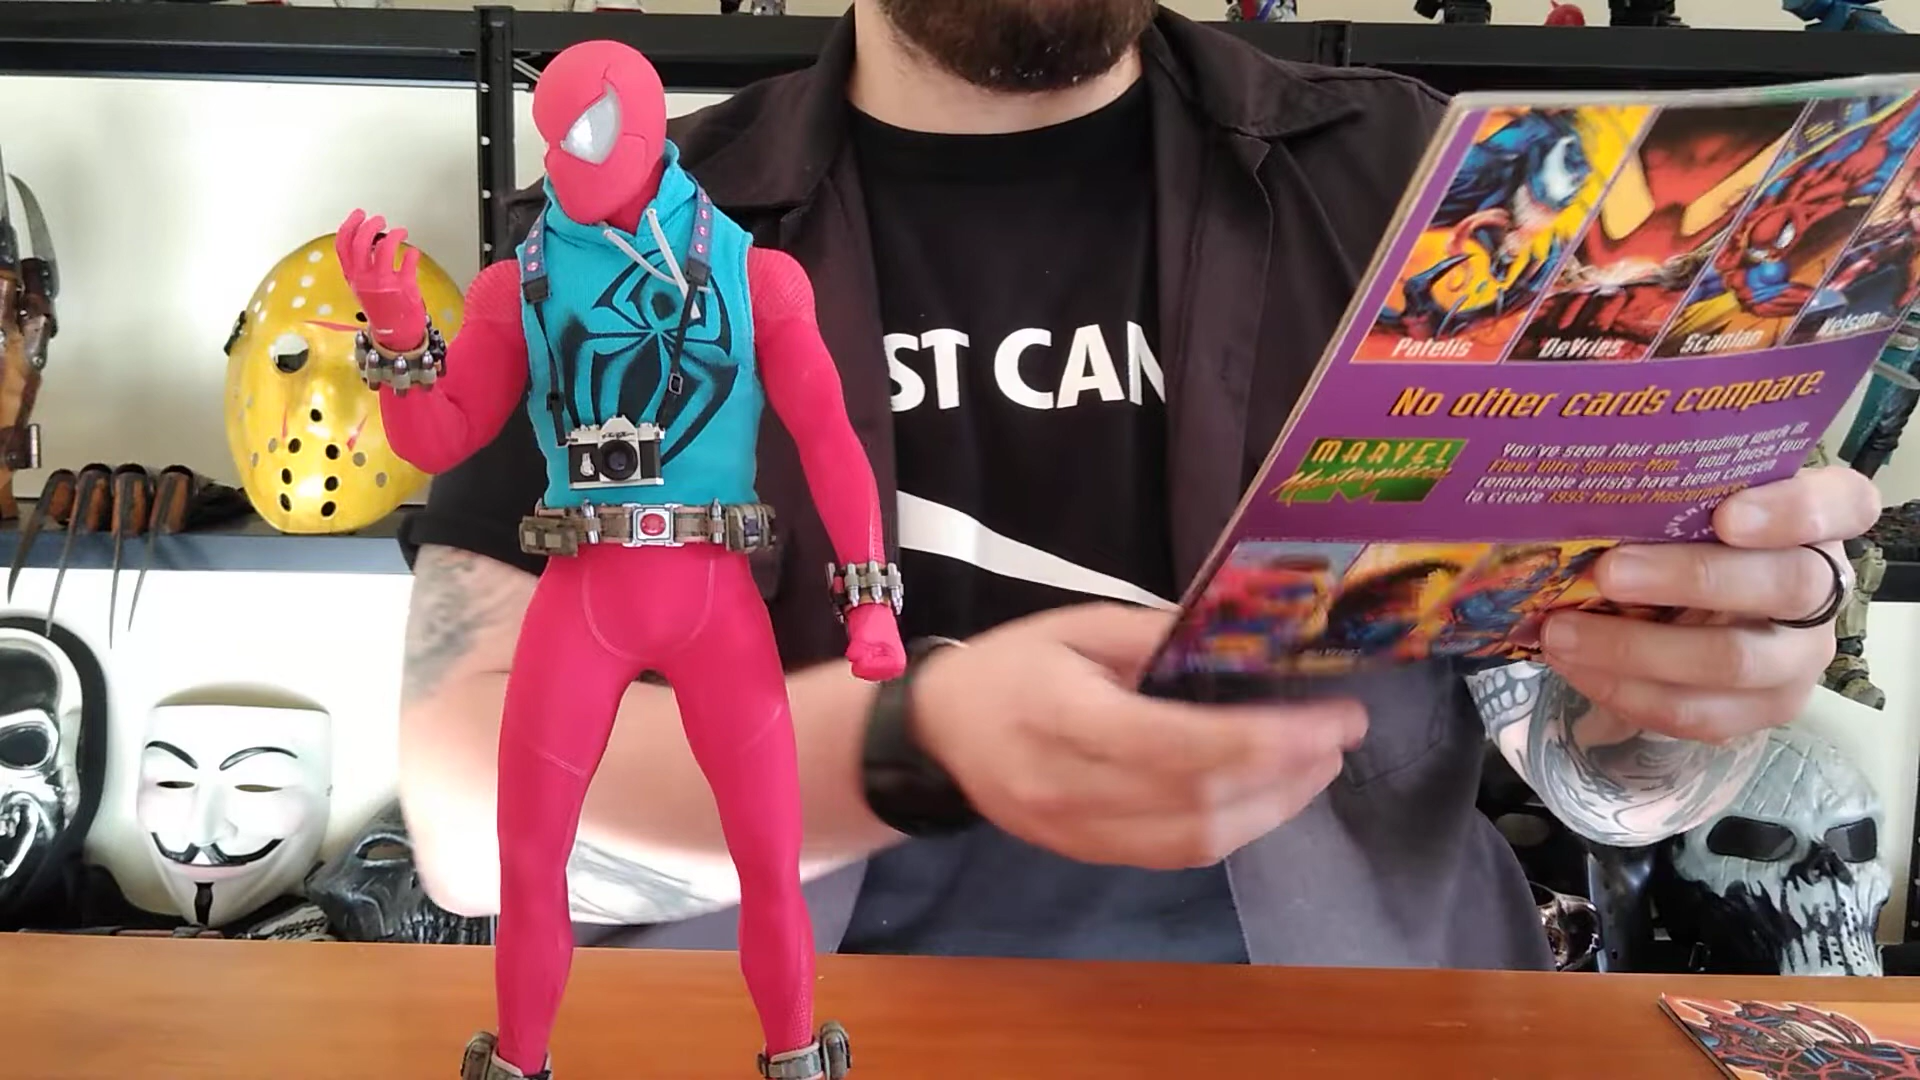 ST CAN
Patelis
DeVries
Scanlan
Nelson
No other cards compare.
MARVEL
Masterpieces
You've seen their outstanding work in
Fleer Ultra Spider-Man... now these four
remarkable artists have been chosen
to create 1995 Marvel Masterpieces